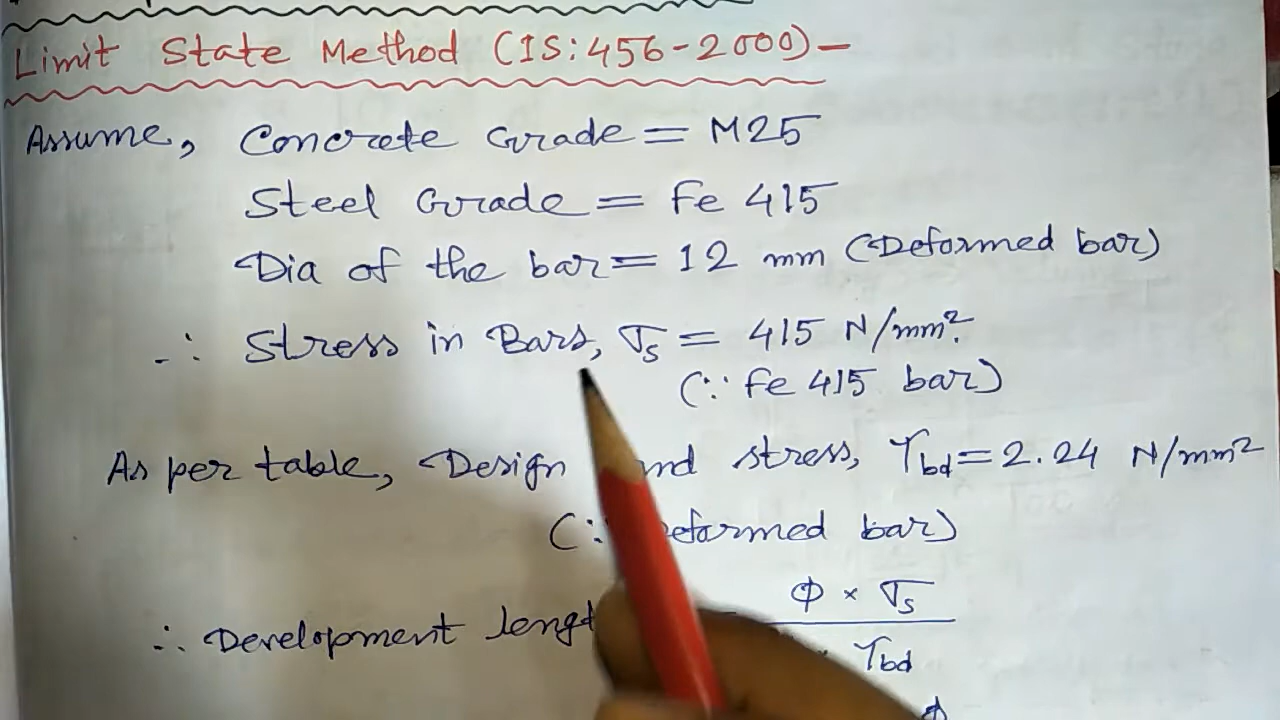 Limit State Method (IS:456-2000)-
Assume, Concrete Grade = M25
Steel Grade = Fe 415
Dia of the bar = 12 mm (Deformed bar)
∴ Stress in Bars, σs = 415 N/mm².
(∵ Fe 415 bar)
As per table, Design nd stress, τbd = 2.24 N/mm²
(∵ eformed bar)
∴ Development lengt
ϕ × σs
τbd
ϕ